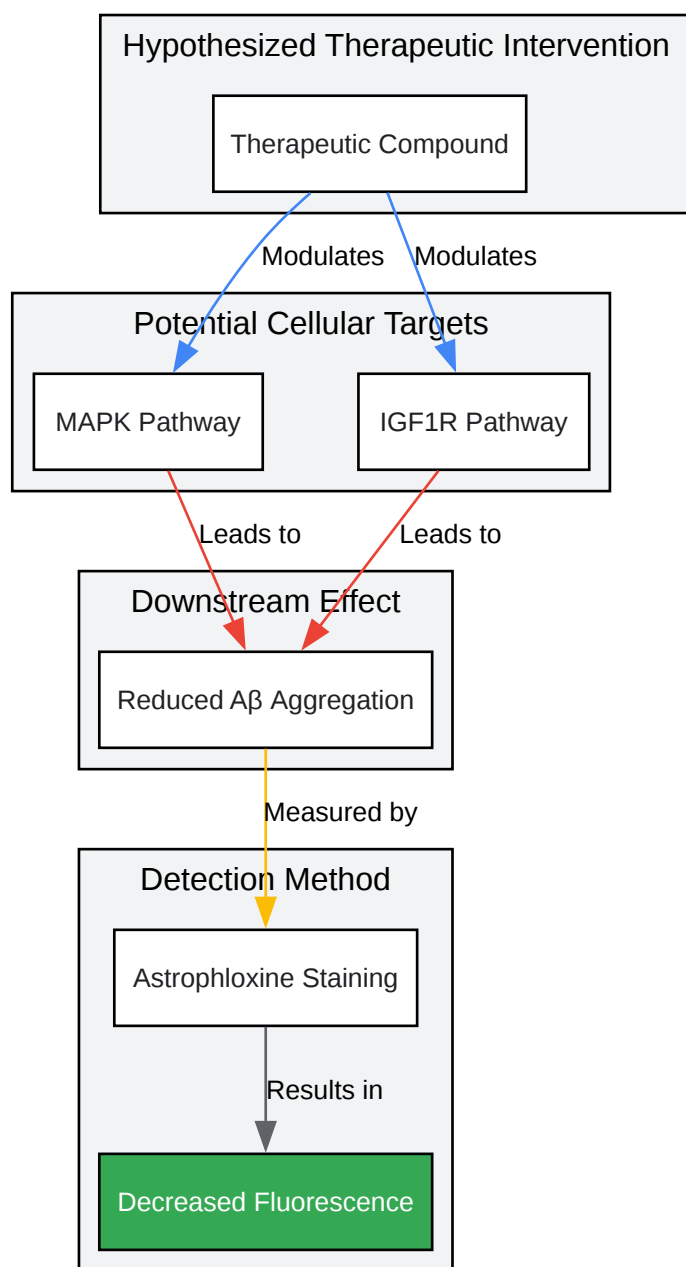 Hypothesized Therapeutic Intervention
Therapeutic Compound
Modulates
Modulates
Potential Cellular Targets
MAPK Pathway
IGF1R Pathway
Leads to
Leads to
Downstream Effect
Reduced Aβ Aggregation
Measured by
Detection Method
Astrophloxine Staining
Results in
Decreased Fluorescence